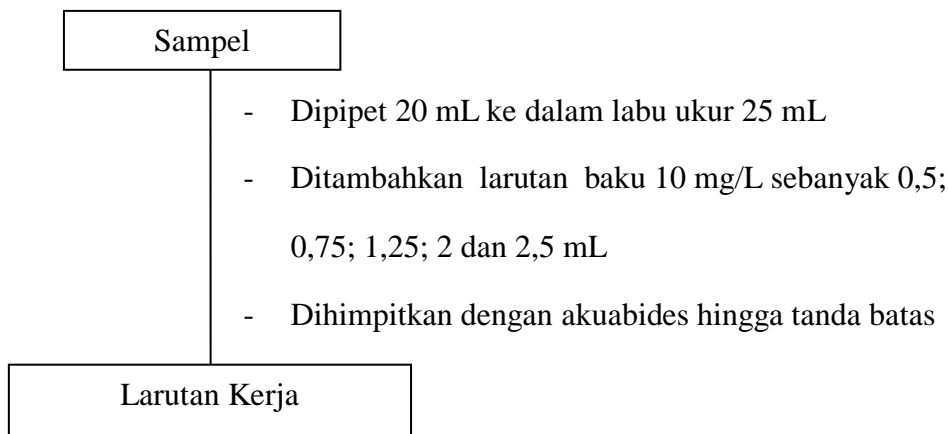 Sampel
- Dipipet 20 mL ke dalam labu ukur 25 mL
- Ditambahkan larutan baku 10 mg/L sebanyak 0,5;
0,75; 1,25; 2 dan 2,5 mL
- Dihimpitkan dengan akuabides hingga tanda batas
Larutan Kerja